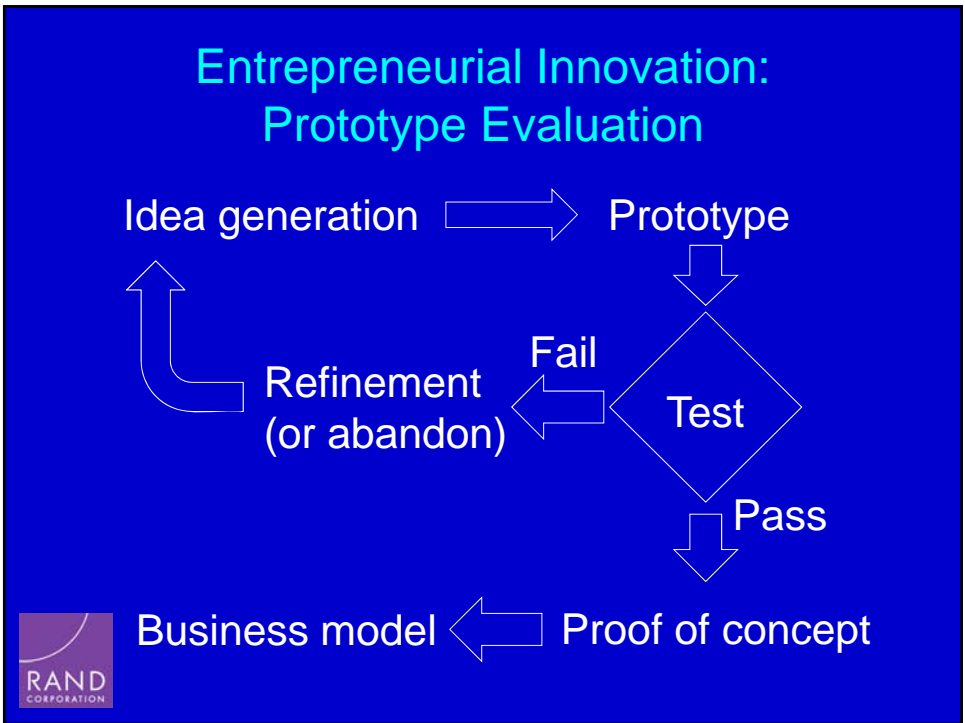 Entrepreneurial Innovation:
Prototype Evaluation
Idea generation
Prototype
Fail
Refinement
(or abandon)
Test
Pass
Business model
Proof of concept
RAND
CORPORATION